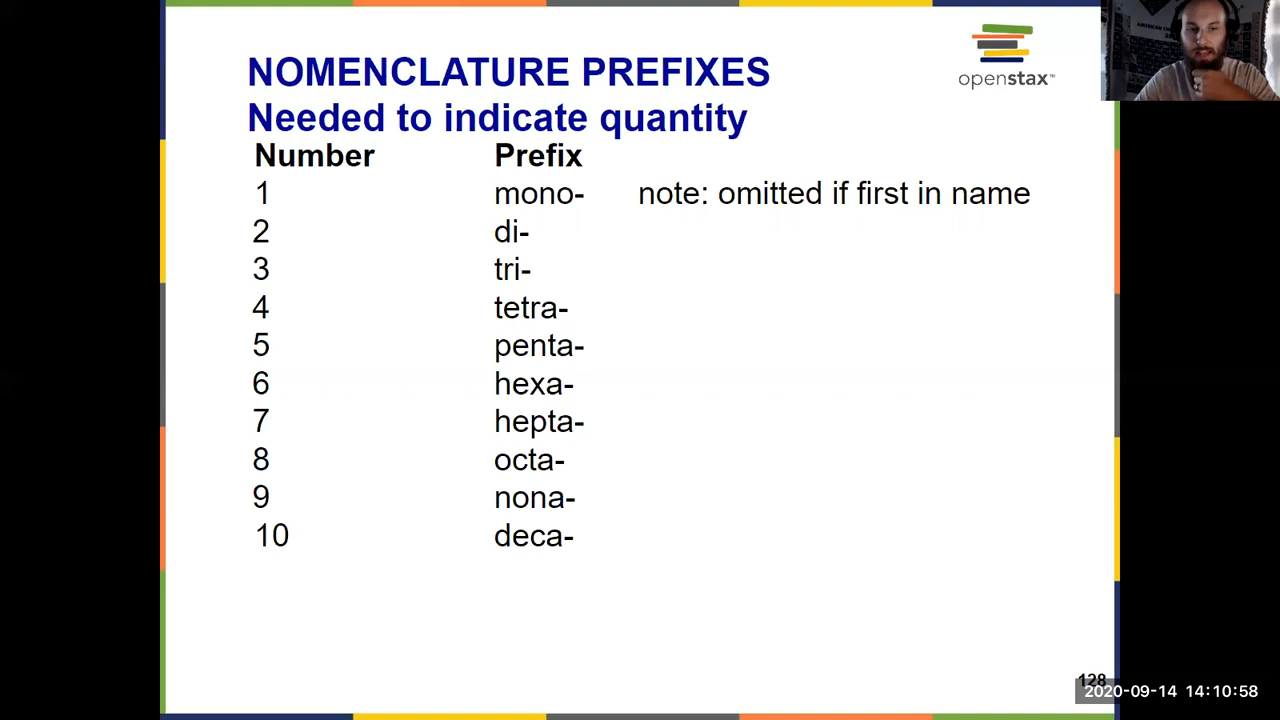 NOMENCLATURE PREFIXES
Needed to indicate quantity
openstax™
AMERICAN
Number Prefix
1 mono- note: omitted if first in name
2 di-
3 tri-
4 tetra-
5 penta-
6 hexa-
7 hepta-
8 octa-
9 nona-
10 deca-
128
2020-09-14 14:10:58